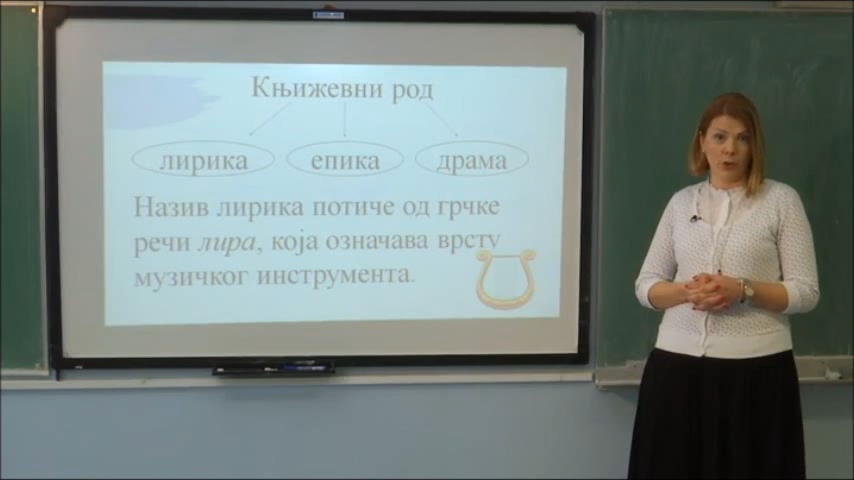 Књижевни род
лирика епика драма
Назив лирика потиче од грчке
речи лира, која означава врсту
музичког инструмента.